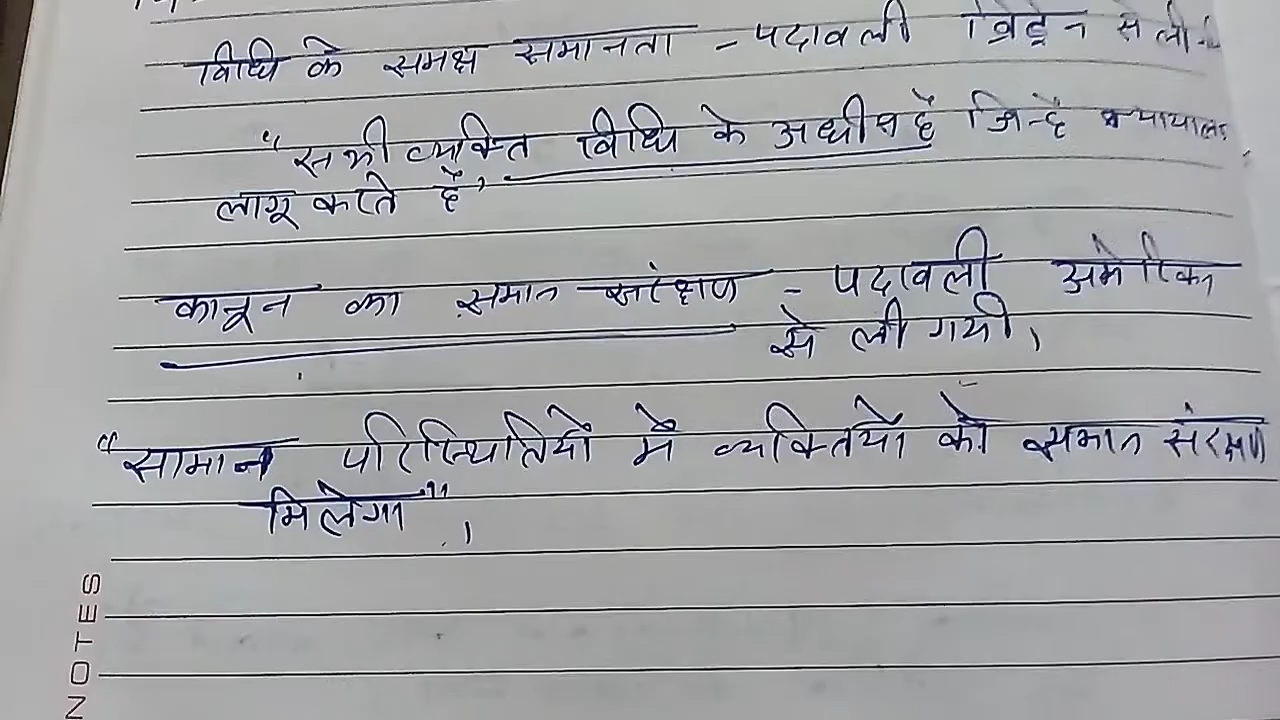 विधि के समक्ष समानता - पदावली ब्रिटेन से ली
"सभी व्यक्ति विधि के अधीन हैं जिन्हें न्यायालय
लागू करते हैं"
कानून का समान संरक्षण - पदावली अमेरिका
से ली गयी।
"सामान परिस्थितियों में व्यक्तियों को समान संरक्षण
मिलेगा"।
NOTES